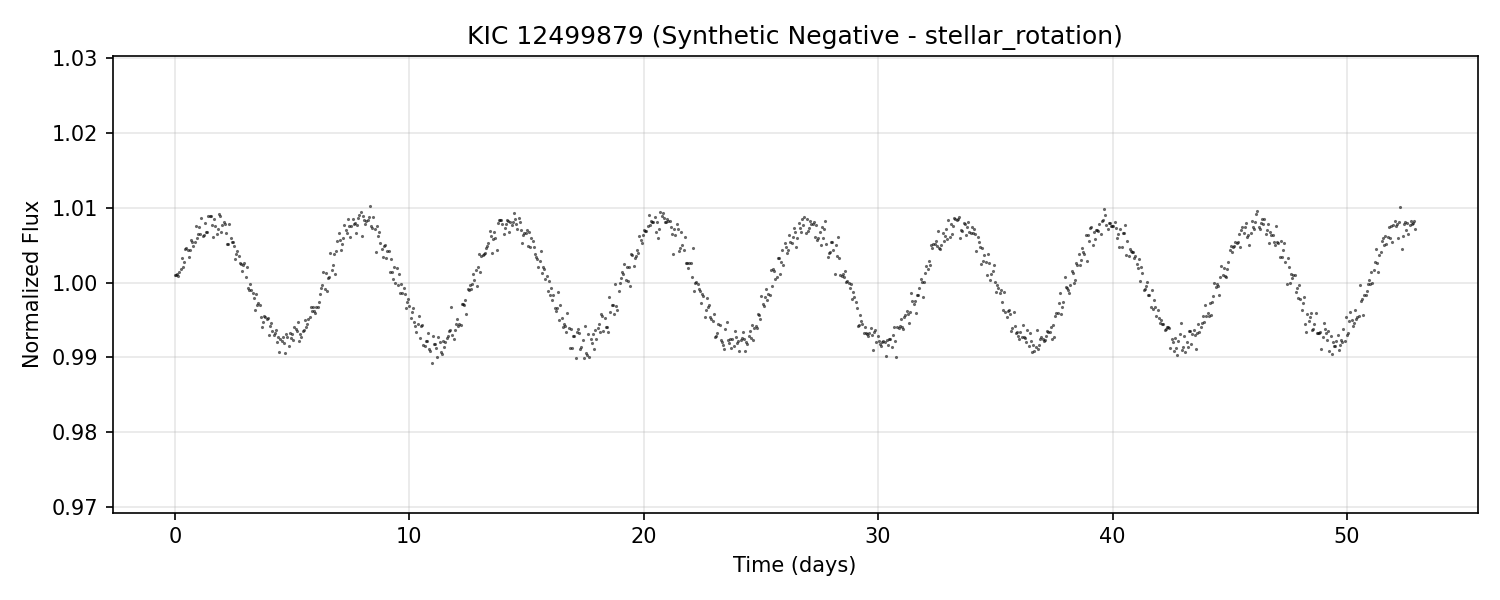 KIC 12499879 (Synthetic Negative - stellar_rotation)
1.03
1.02
1.01
1.00
0.99
0.98
0.97
Normalized Flux
0 10 20 30 40 50
Time (days)